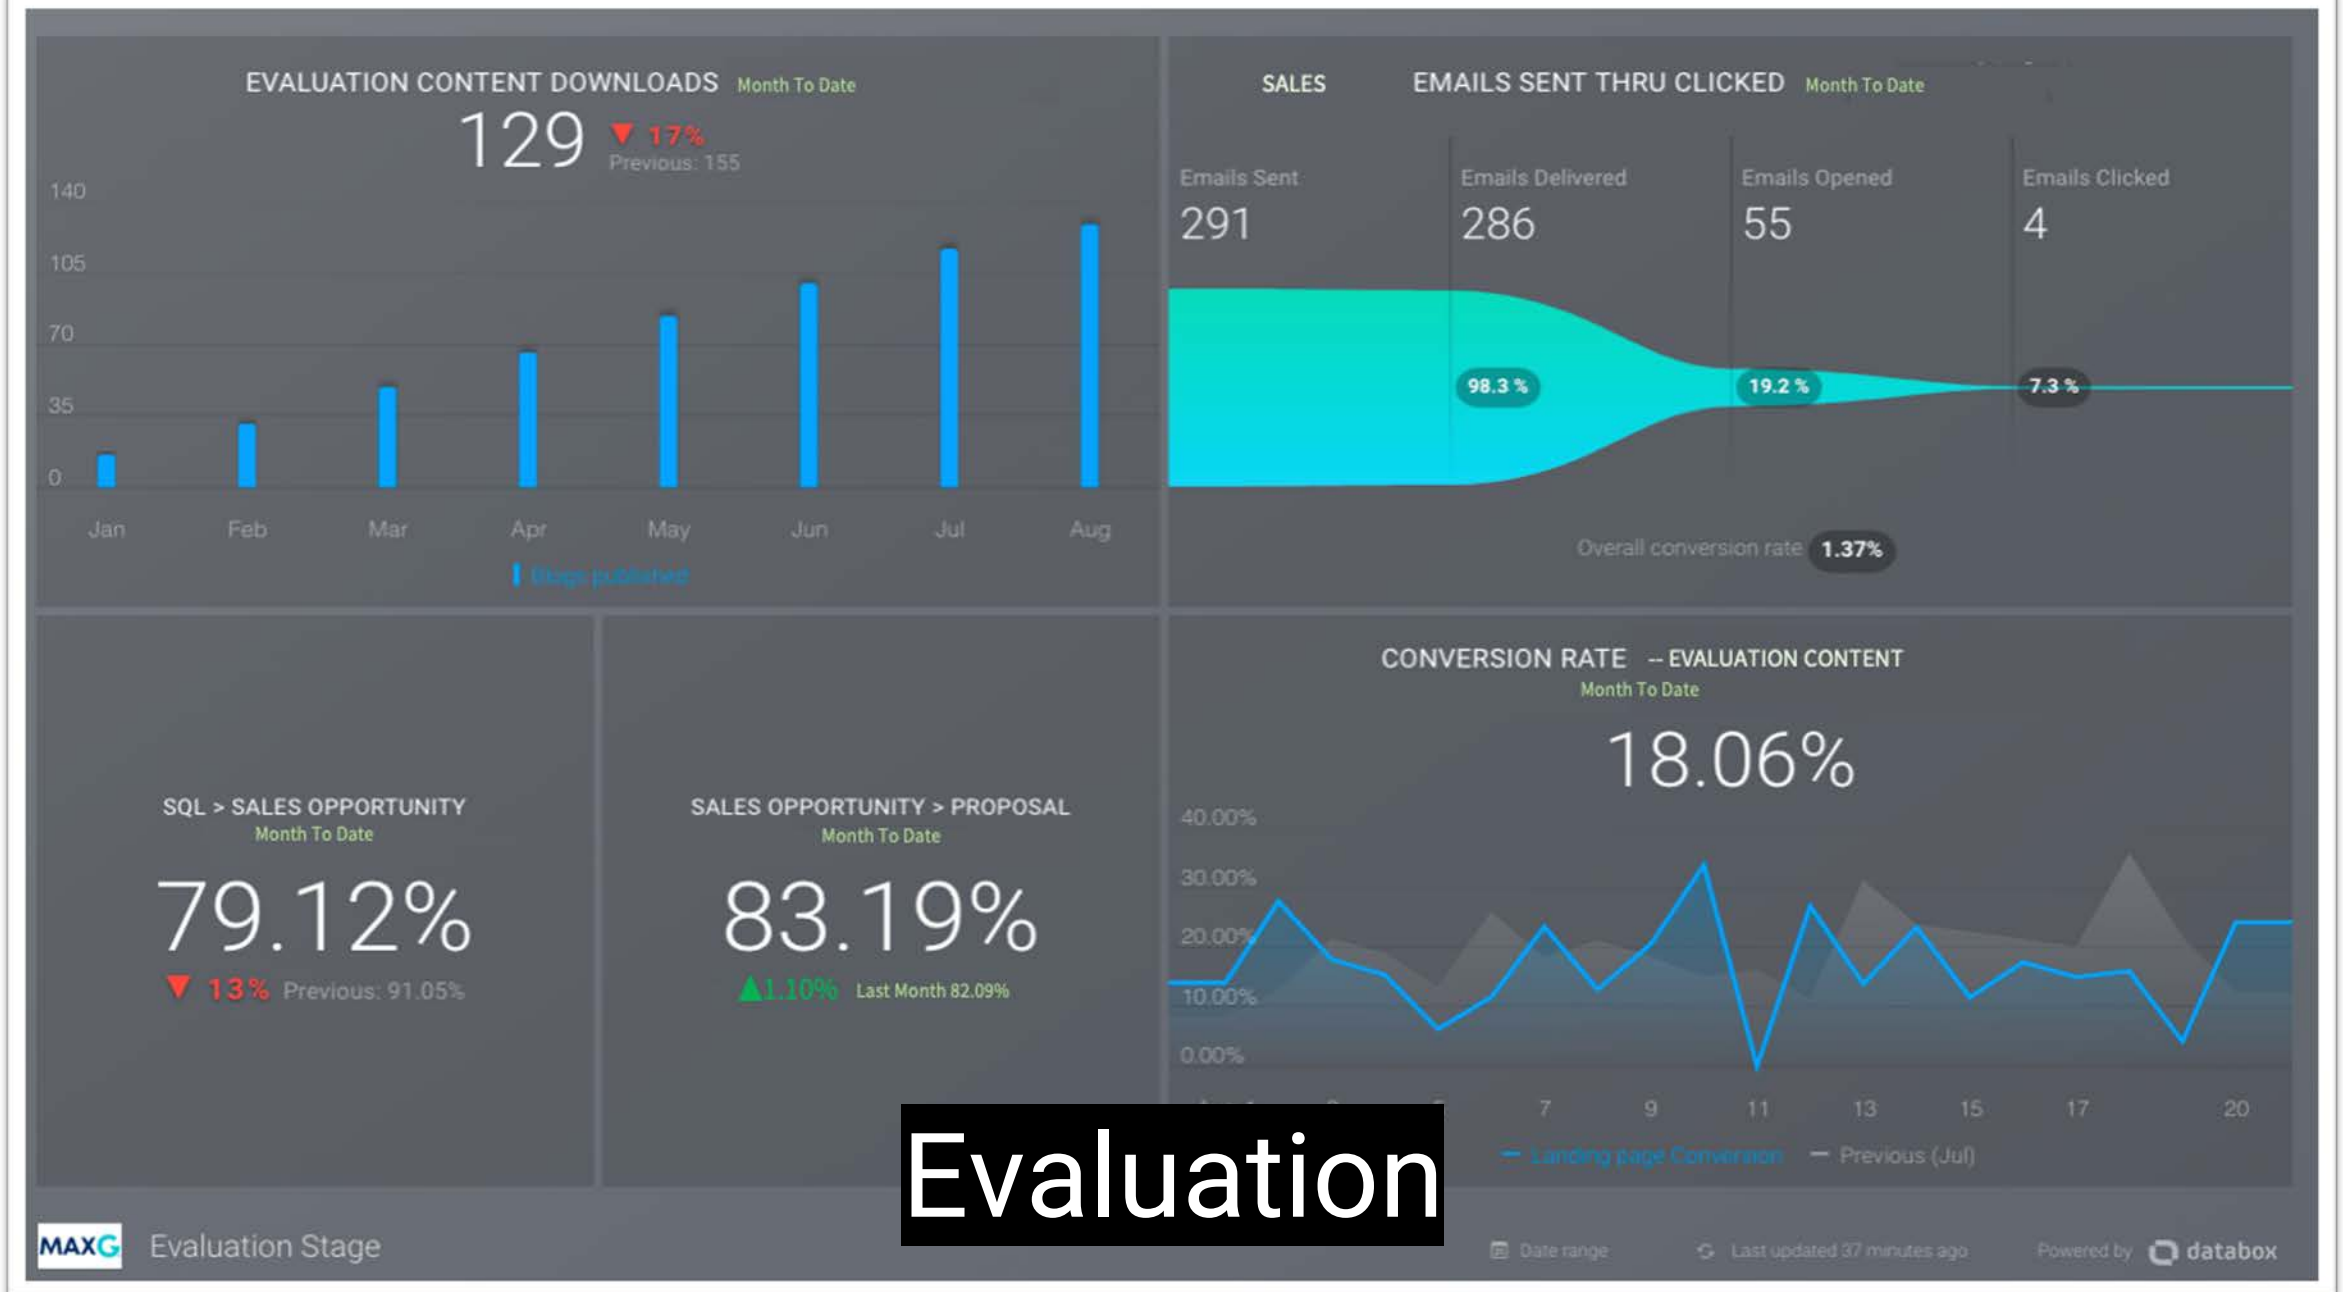 EVALUATION CONTENT DOWNLOADS Month To Date
129 ▼ 17%
Previous: 155
140
105
70
35
0
Jan Feb Mar Apr May Jun Jul Aug
Blogs published
SALES EMAILS SENT THRU CLICKED Month To Date
Emails Sent Emails Delivered Emails Opened Emails Clicked
291 286 55 4
98.3 % 19.2 % 7.3 %
Overall conversion rate 1.37%
SQL > SALES OPPORTUNITY
Month To Date
79.12%
▼ 13% Previous: 91.05%
SALES OPPORTUNITY > PROPOSAL
Month To Date
83.19%
▲1.10% Last Month 82.09%
CONVERSION RATE -- EVALUATION CONTENT
Month To Date
18.06%
40.00%
30.00%
20.00%
10.00%
0.00%
7 9 11 13 15 17 20
Landing page Conversion Previous (Jul)
Evaluation
MAXG Evaluation Stage
Date range Last updated 37 minutes ago Powered by databox